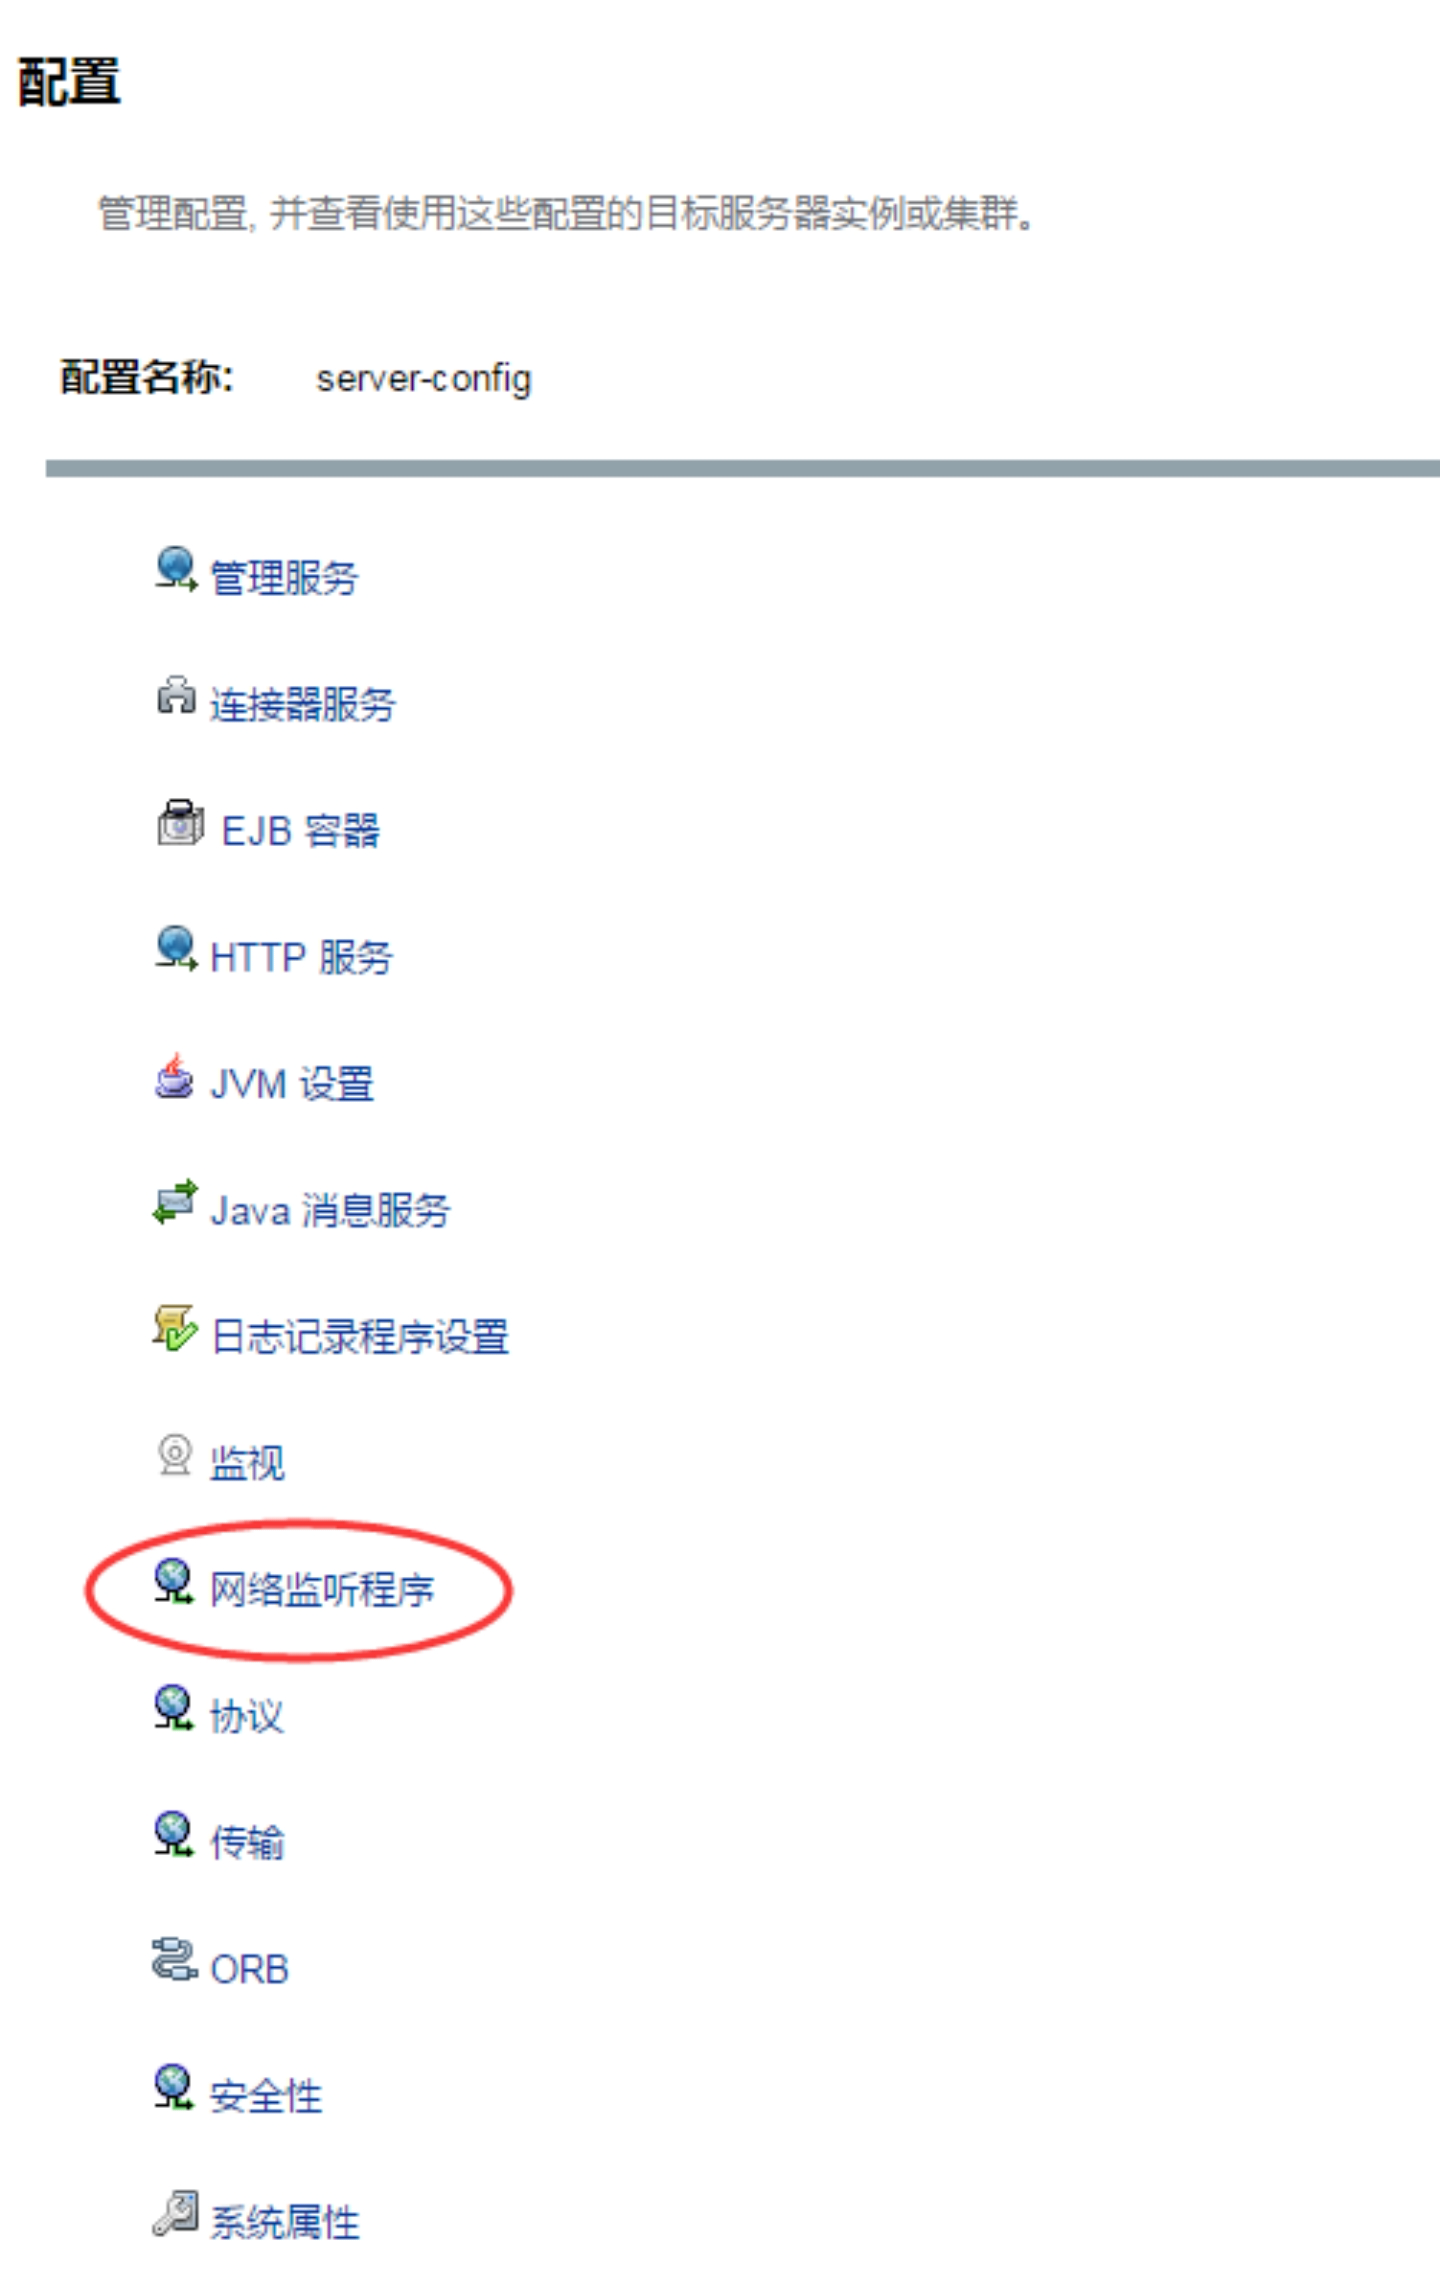 配置
管理配置, 并查看使用这些配置的目标服务器实例或集群。
配置名称: server-config
管理服务
连接器服务
EJB 容器
HTTP 服务
JVM 设置
Java 消息服务
日志记录程序设置
监视
网络监听程序
协议
传输
ORB
安全性
系统属性